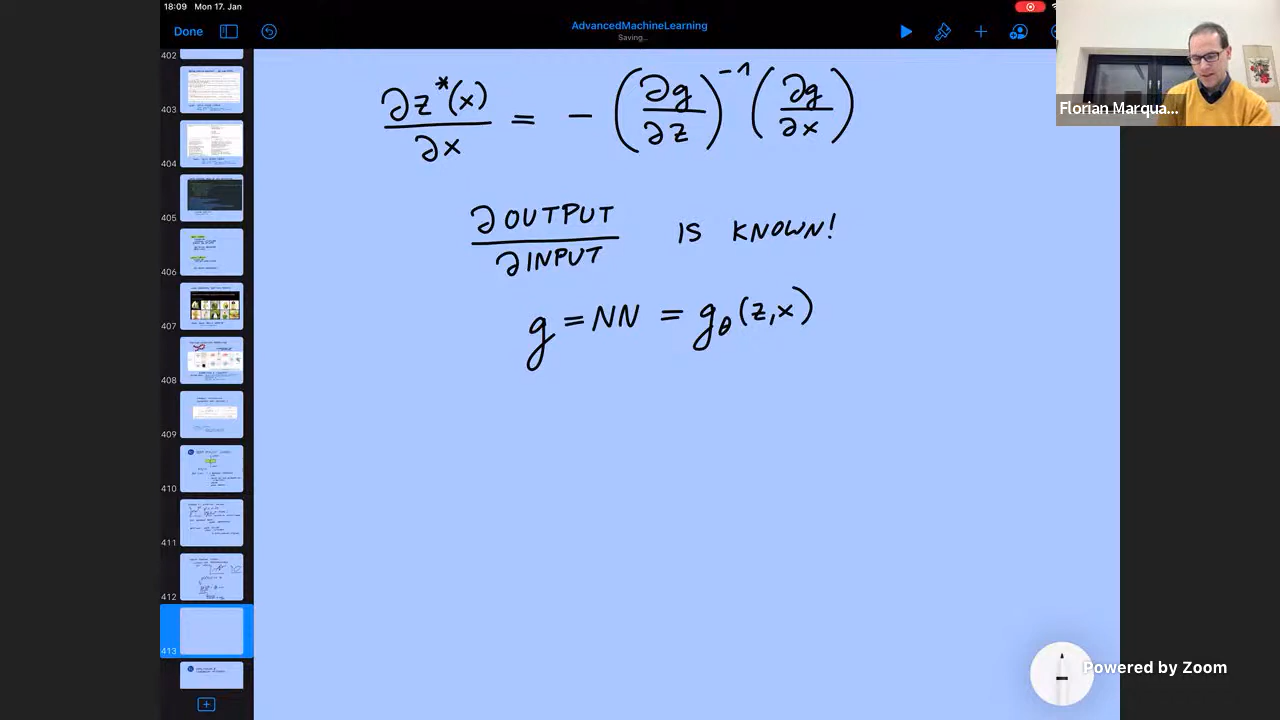 18:09 Mon 17. Jan
Done
AdvancedMachineLearning
Saving...
402
403
404
405
406
407
408
409
410
411
412
413
∂z*(x)/∂x = - (∂g/∂z)⁻¹ (∂g/∂x)
∂OUTPUT/∂INPUT IS KNOWN!
g = NN = g_θ(z,x)
Florian Marqua...
Powered by Zoom